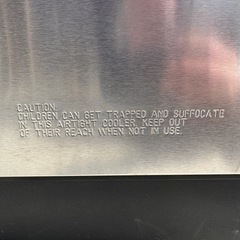 CAUTION:
CHILDREN CAN GET TRAPPED AND SUFFOCATE
IN THIS AIRTIGHT COOLER. KEEP OUT
OF THEIR REACH WHEN NOT IN USE.